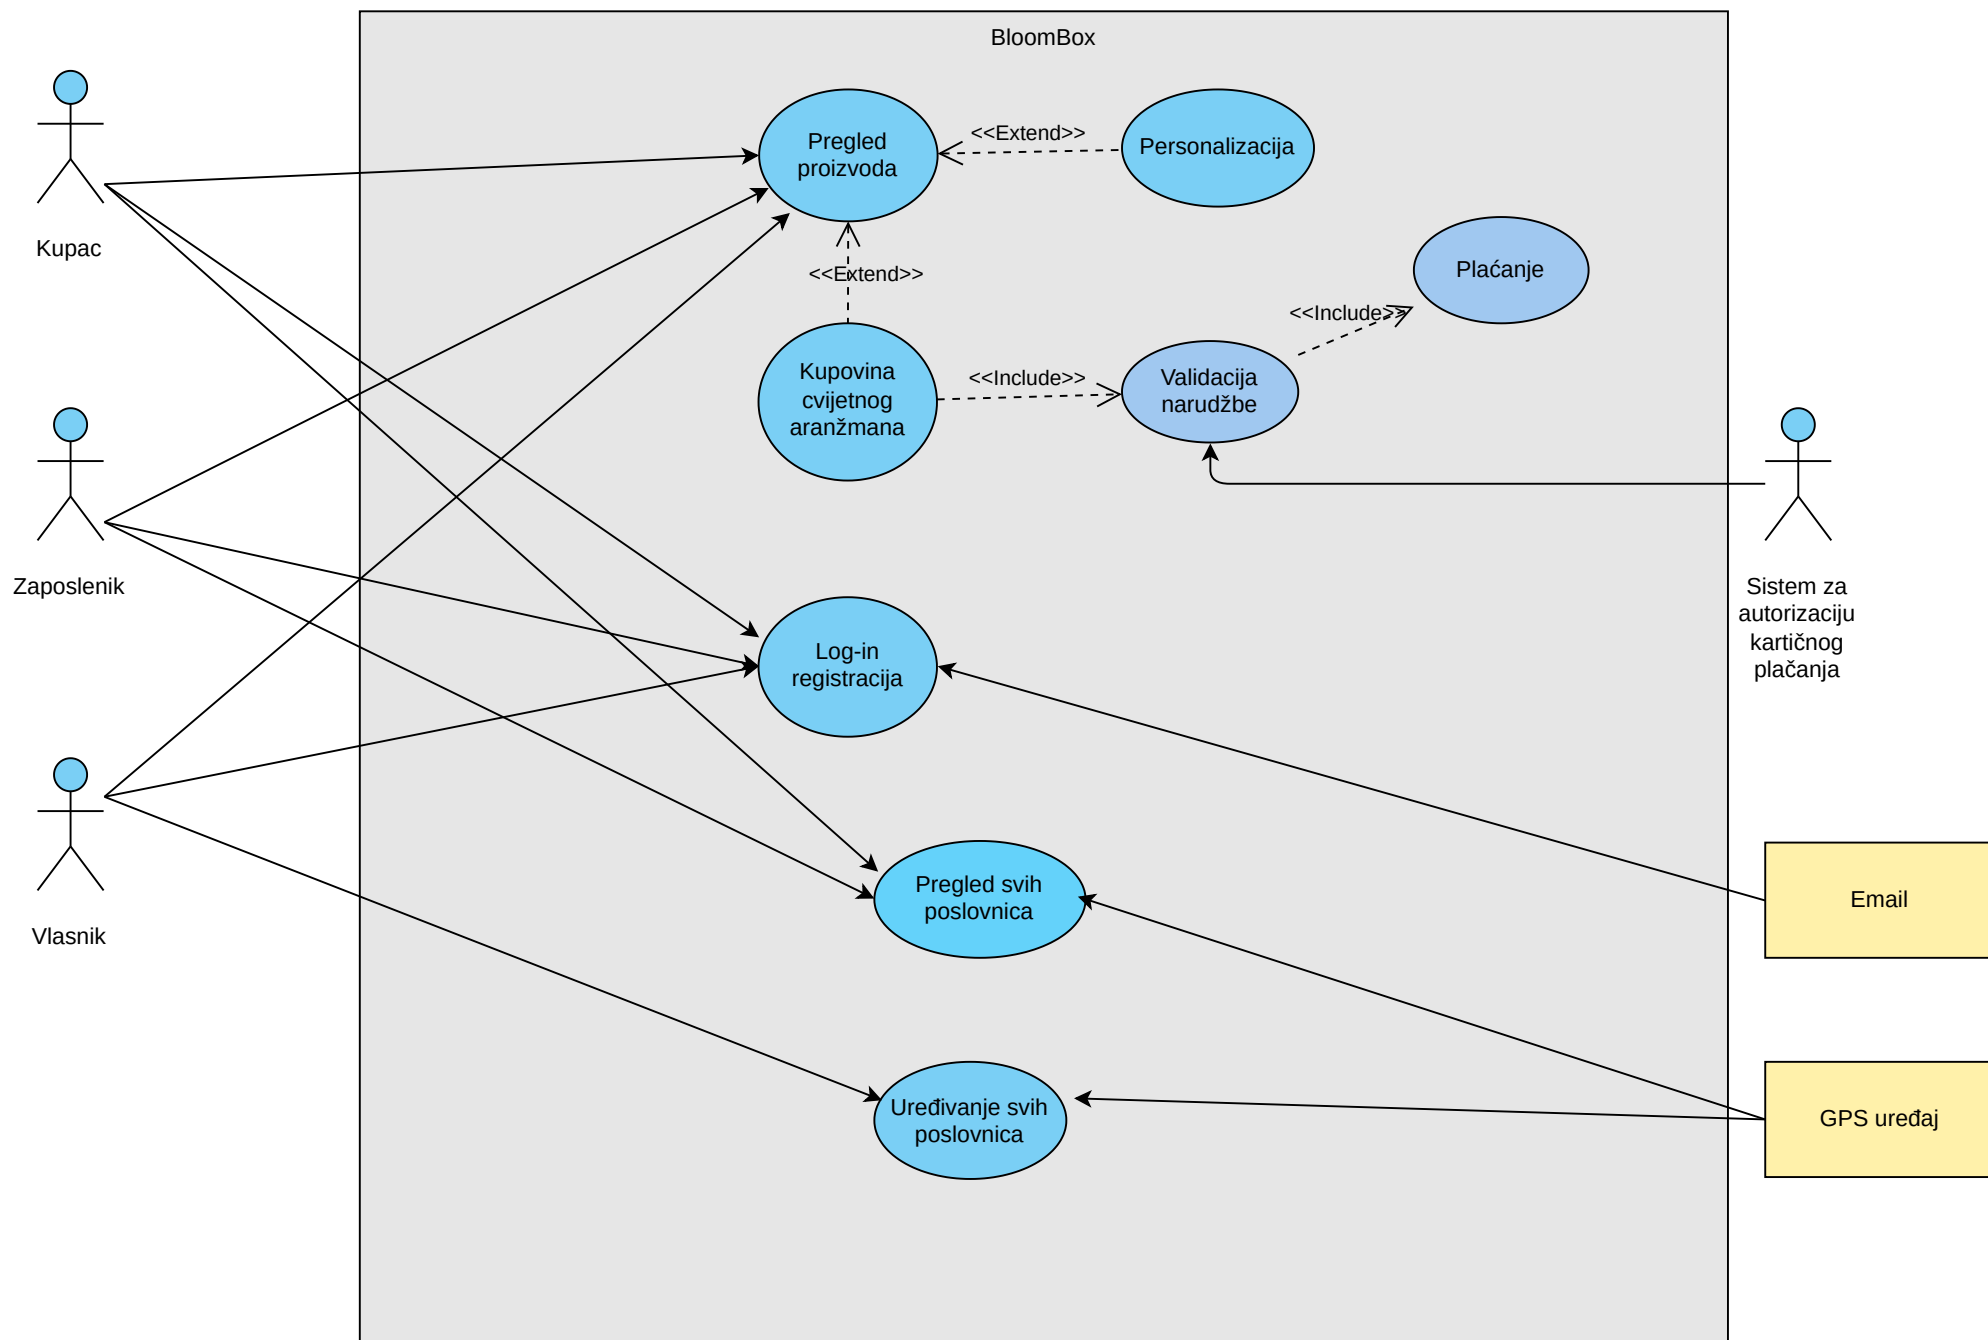 BloomBox
Kupac
Pregled
proizvoda
<<Extend>>
Personalizacija
<<Extend>>
Plaćanje
<<Include>>
Kupovina
cvijetnog
aranžmana
<<Include>>
Validacija
narudžbe
Zaposlenik
Sistem za
autorizaciju
kartičnog
plačanja
Log-in
registracija
Vlasnik
Pregled svih
poslovnica
Email
Uređivanje svih
poslovnica
GPS uređaj